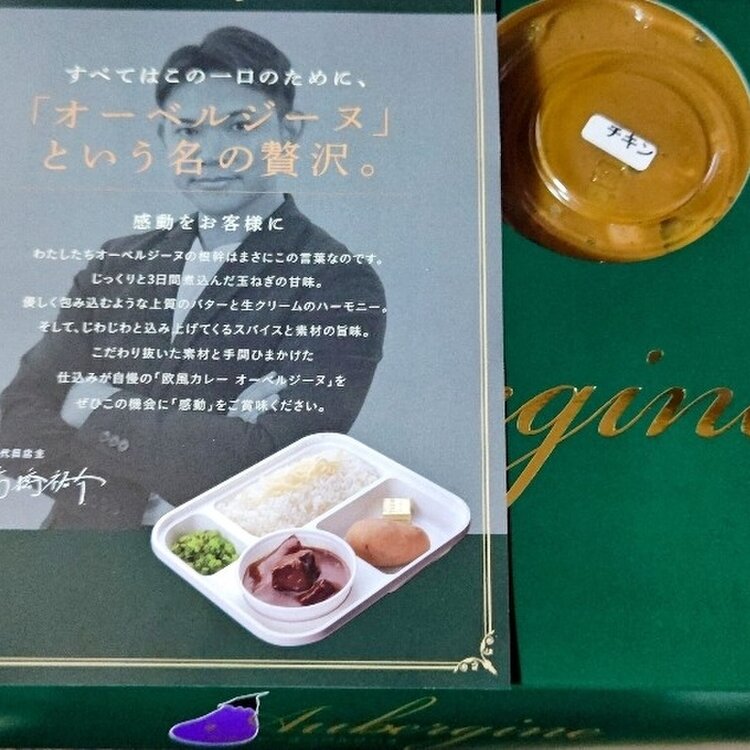 すべてはこの一口のために、
「オーベルジーヌ」
という名の贅沢。
感動をお客様に
わたしたちオーベルジーヌの根幹はまさにこの言葉なのです。
じっくりと3日間煮込んだ玉ねぎの甘味。
優しく包み込むような上質のバターと生クリームのハーモニー。
そして、じわじわと込み上げてくるスパイスと素材の旨味。
こだわり抜いた素材と手間ひまかけた
仕込みが自慢の「欧風カレー オーベルジーヌ」を
ぜひこの機会に「感動」をご賞味ください。
代目店主
高橋祐介
チキン
Aubergine